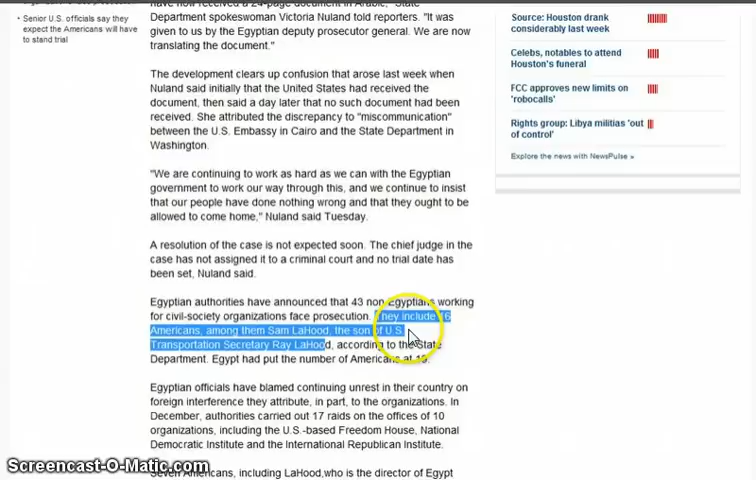 Senior U.S. officials say they
expect the Americans will have
to stand trial
have now received a 24-page document in Arabic," State
Department spokeswoman Victoria Nuland told reporters. "It was
given to us by the Egyptian deputy prosecutor general. We are now
translating the document."
The development clears up confusion that arose last week when
Nuland said initially that the United States had received the
document, then said a day later that no such document had been
received. She attributed the discrepancy to "miscommunication"
between the U.S. Embassy in Cairo and the State Department in
Washington.
"We are continuing to work as hard as we can with the Egyptian
government to work our way through this, and we continue to insist
that our people have done nothing wrong and that they ought to be
allowed to come home," Nuland said Tuesday.
A resolution of the case is not expected soon. The chief judge in the
case has not assigned it to a criminal court and no trial date has
been set, Nuland said.
Egyptian authorities have announced that 43 non-Egyptians working
for civil-society organizations face prosecution. They include 16
Americans, among them Sam LaHood, the son of U.S.
Transportation Secretary Ray LaHood, according to the State
Department. Egypt had put the number of Americans at 19.
Egyptian officials have blamed continuing unrest in their country on
foreign interference they attribute, in part, to the organizations. In
December, authorities carried out 17 raids on the offices of 10
organizations, including the U.S.-based Freedom House, National
Democratic Institute and the International Republican Institute.
Seven Americans, including LaHood,who is the director of Egypt
Source: Houston drank
considerably last week
Celebs, notables to attend
Houston's funeral
FCC approves new limits on
'robocalls'
Rights group: Libya militias 'out
of control'
Explore the news with NewsPulse »
Screencast-O-Matic.com